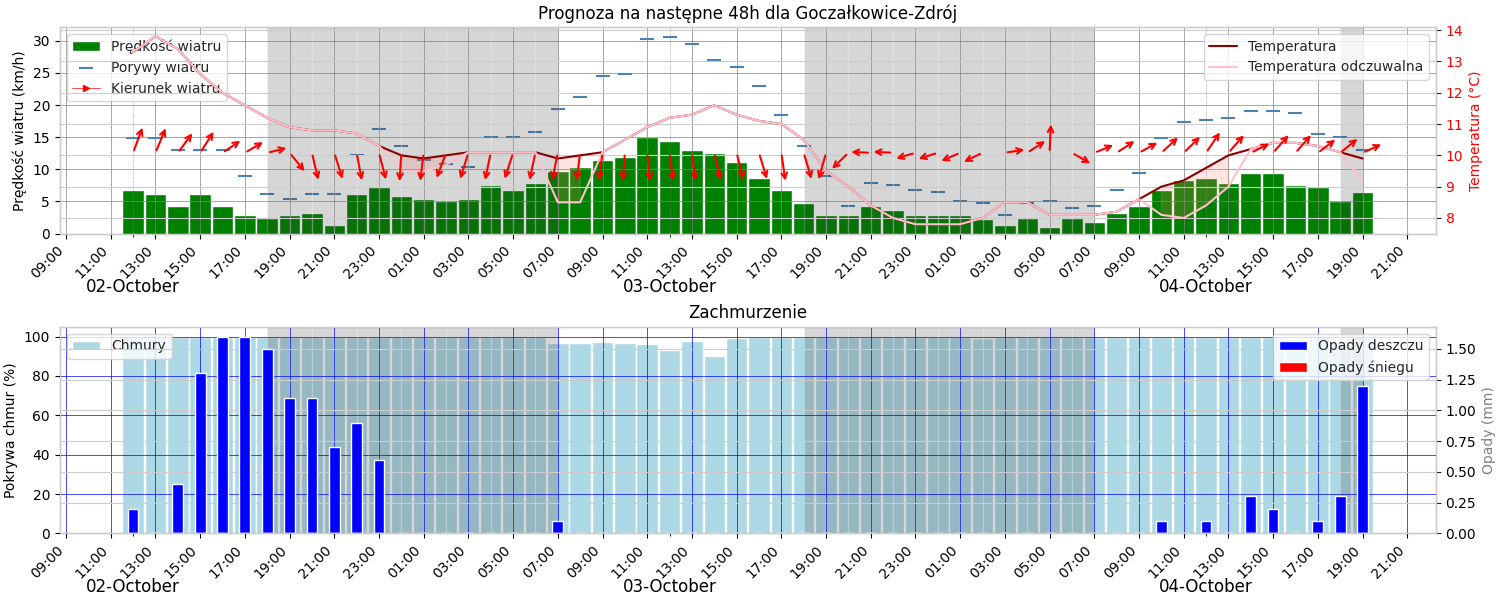 Prognoza na następne 48h dla Goczałkowice-Zdrój
Prędkość wiatru (km/h)
Temperatura (°C)
Prędkość wiatru
Porywy wiatru
Kierunek wiatru
Temperatura
Temperatura odczuwalna
30
25
20
15
10
5
0
14
13
12
11
10
9
8
09:00 11:00 13:00 15:00 17:00 19:00 21:00 23:00 01:00 03:00 05:00 07:00 09:00 11:00 13:00 15:00 17:00 19:00 21:00 23:00 01:00 03:00 05:00 07:00 09:00 11:00 13:00 15:00 17:00 19:00 21:00
02-October 03-October 04-October
Zachmurzenie
Pokrywa chmur (%)
Opady (mm)
Chmury
Opady deszczu
Opady śniegu
100
80
60
40
20
0
1.50
1.25
1.00
0.75
0.50
0.25
0.00
09:00 11:00 13:00 15:00 17:00 19:00 21:00 23:00 01:00 03:00 05:00 07:00 09:00 11:00 13:00 15:00 17:00 19:00 21:00 23:00 01:00 03:00 05:00 07:00 09:00 11:00 13:00 15:00 17:00 19:00 21:00
02-October 03-October 04-October